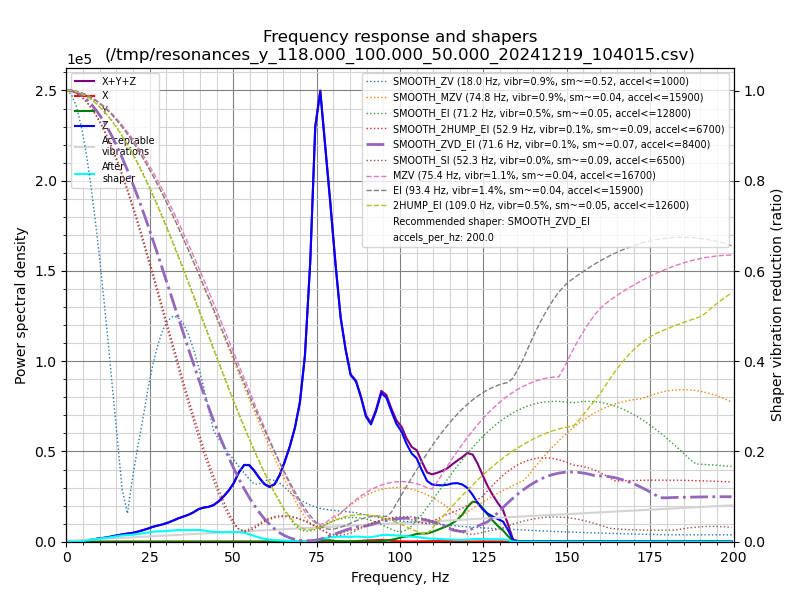 Frequency response and shapers
(/tmp/resonances_y_118.000_100.000_50.000_20241219_104015.csv)
1e5
X+Y+Z
X
Z
Acceptable
vibrations
After
shaper
SMOOTH_ZV (18.0 Hz, vibr=0.9%, sm~=0.52, accel<=1000)
SMOOTH_MZV (74.8 Hz, vibr=0.9%, sm~=0.04, accel<=15900)
SMOOTH_EI (71.2 Hz, vibr=0.5%, sm~=0.05, accel<=12800)
SMOOTH_2HUMP_EI (52.9 Hz, vibr=0.1%, sm~=0.09, accel<=6700)
SMOOTH_ZVD_EI (71.6 Hz, vibr=0.1%, sm~=0.07, accel<=8400)
SMOOTH_SI (52.3 Hz, vibr=0.0%, sm~=0.09, accel<=6500)
MZV (75.4 Hz, vibr=1.1%, sm~=0.04, accel<=16700)
EI (93.4 Hz, vibr=1.4%, sm~=0.04, accel<=15900)
2HUMP_EI (109.0 Hz, vibr=0.5%, sm~=0.05, accel<=12600)
Recommended shaper: SMOOTH_ZVD_EI
accels_per_hz: 200.0
2.5
2.0
1.5
1.0
0.5
0.0
Power spectral density
1.0
0.8
0.6
0.4
0.2
0.0
Shaper vibration reduction (ratio)
0 25 50 75 100 125 150 175 200
Frequency, Hz